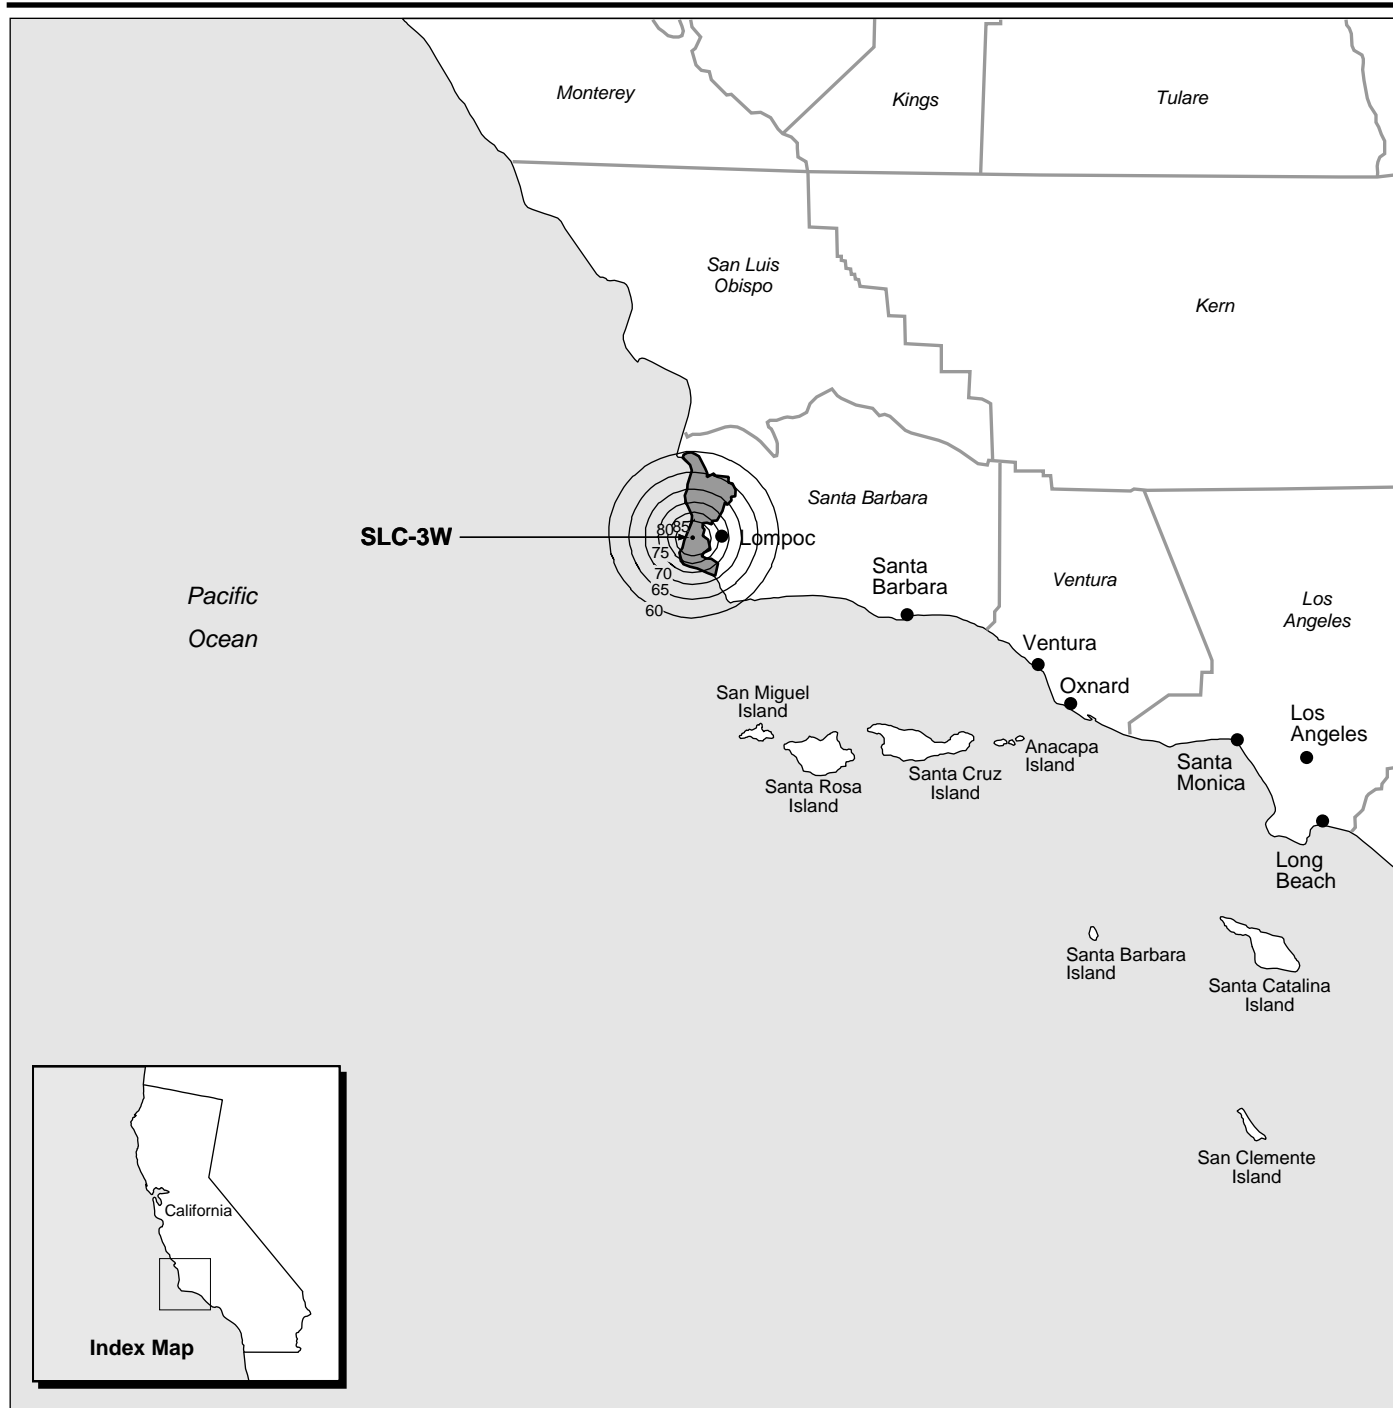 Monterey
Kings
Tulare
San Luis
Obispo
Kern
Santa Barbara
SLC-3W
80
85
75
70
65
60
Lompoc
Santa
Barbara
Ventura
Los
Angeles
Pacific
Ocean
Ventura
Oxnard
San Miguel
Island
Santa Rosa
Island
Santa Cruz
Island
Anacapa
Island
Los
Angeles
Santa
Monica
Long
Beach
Santa Barbara
Island
Santa Catalina
Island
San Clemente
Island
California
Index Map